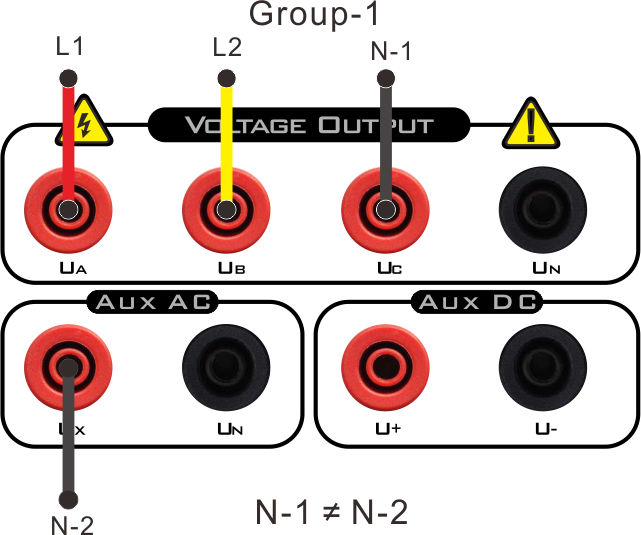 Group-1
L1 L2 N-1
VOLTAGE OUTPUT
UA UB UC UN
AUX AC AUX DC
UX UN U+ U-
N-2 N-1 ≠ N-2